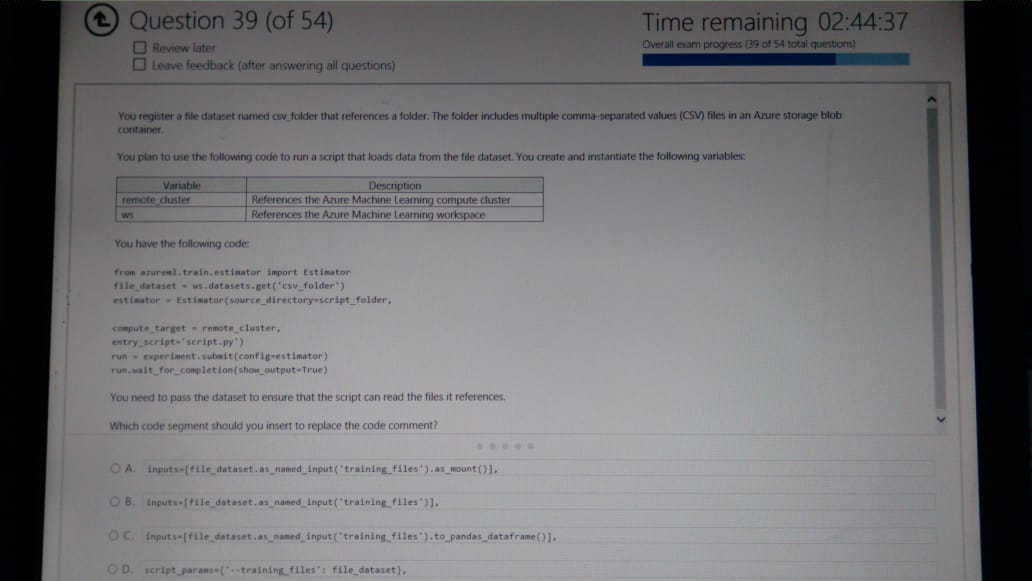 Question 39 (of 54)
Time remaining 02:44:37
Review later
Overall exam progress (39 of 54 total questions)
Leave feedback (after answering all questions)
You register a file dataset named csv_folder that references a folder. The folder includes multiple comma-separated values (CSV) files in an Azure storage blob
container.
You plan to use the following code to run a script that loads data from the file dataset. You create and instantiate the following variables:
Variable Description
remote_cluster References the Azure Machine Learning compute cluster
ws References the Azure Machine Learning workspace
You have the following code:
from azureml.train.estimator import Estimator
file_dataset = ws.datasets.get('csv_folder')
estimator = Estimator(source_directory=script_folder,
compute_target = remote_cluster,
entry_script='script.py')
run = experiment.submit(config=estimator)
run.wait_for_completion(show_output=True)
You need to pass the dataset to ensure that the script can read the files it references.
Which code segment should you insert to replace the code comment?
A. inputs=[file_dataset.as_named_input('training_files').as_mount()],
B. inputs=[file_dataset.as_named_input('training_files')],
C. inputs=[file_dataset.as_named_input('training_files').to_pandas_dataframe()],
D. script_params={'--training_files': file_dataset},